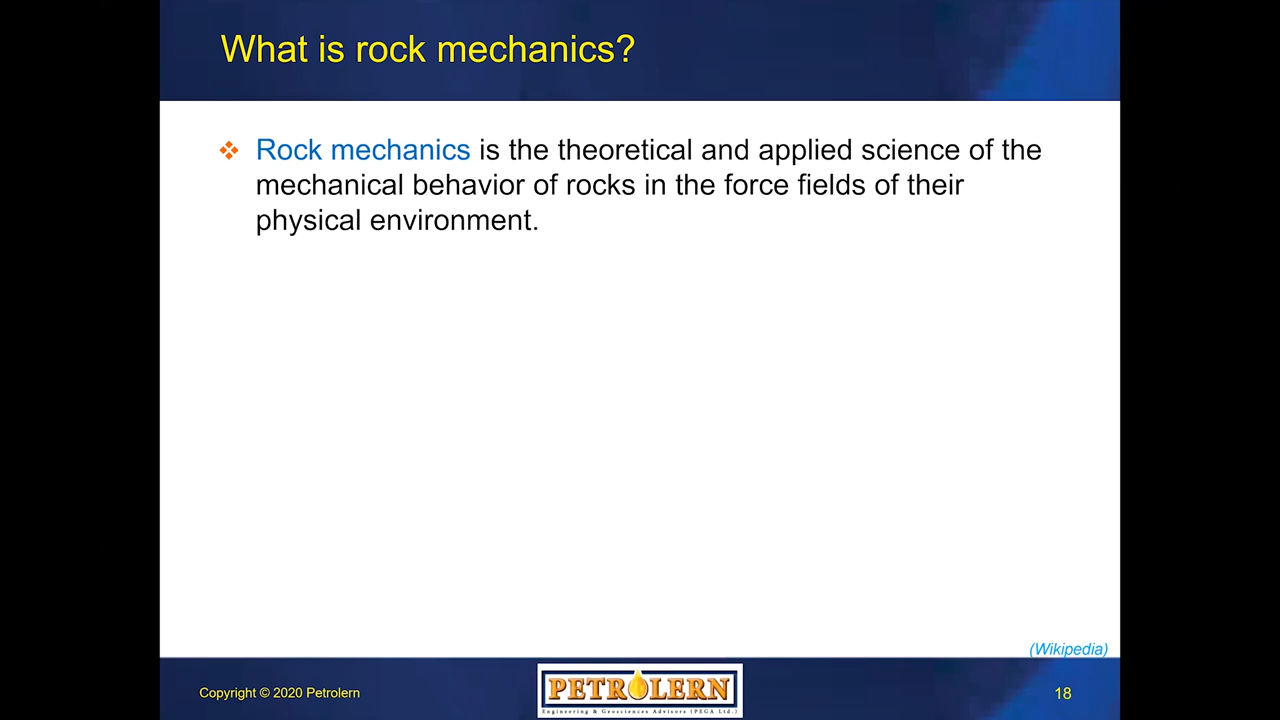 What is rock mechanics?
Rock mechanics is the theoretical and applied science of the
mechanical behavior of rocks in the force fields of their
physical environment.
(Wikipedia)
Copyright © 2020 Petrolern
PETROLERN
Engineering & Geosciences Advisors (PEGA Ltd.)
18